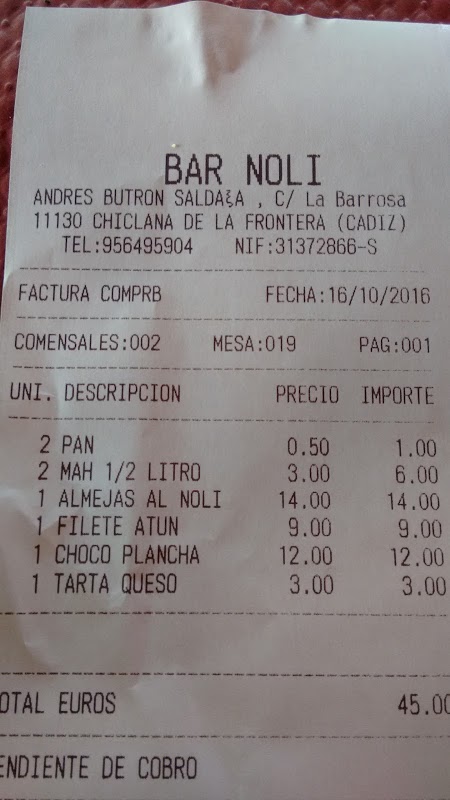 BAR NOLI
ANDRES BUTRON SALDAξA , C/ La Barrosa
11130 CHICLANA DE LA FRONTERA (CADIZ)
TEL:956495904 NIF:31372866-S
FACTURA COMPRB FECHA:16/10/2016
COMENSALES:002 MESA:019 PAG:001
UNI. DESCRIPCION PRECIO IMPORTE
2 PAN 0.50 1.00
2 MAH 1/2 LITRO 3.00 6.00
1 ALMEJAS AL NOLI 14.00 14.00
1 FILETE ATUN 9.00 9.00
1 CHOCO PLANCHA 12.00 12.00
1 TARTA QUESO 3.00 3.00
OTAL EUROS 45.00
ENDIENTE DE COBRO